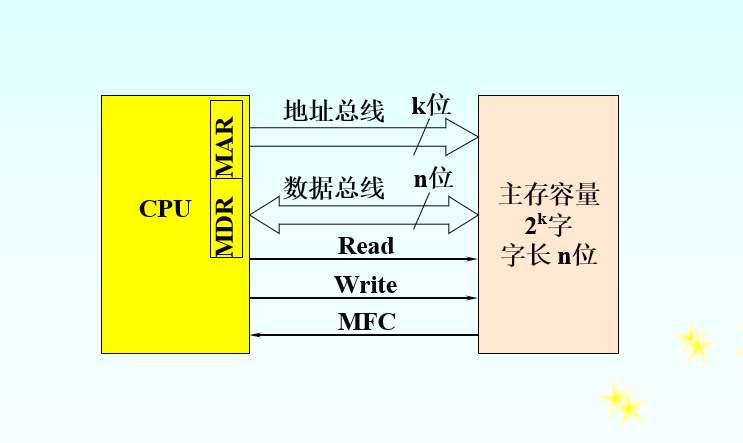 地址总线 k位
MAR
数据总线 n位
CPU
MDR
主存容量
2ᵏ字
字长 n位
Read
Write
MFC